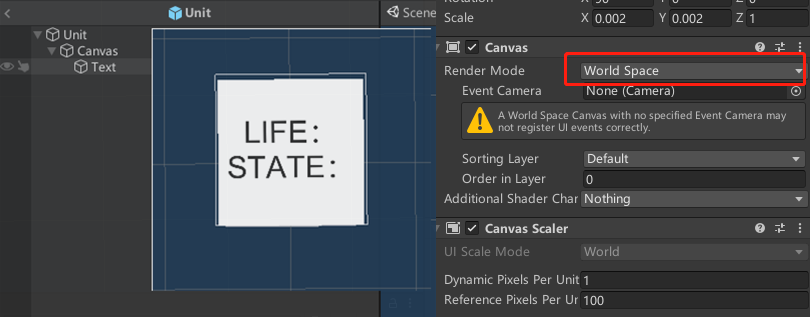 Unit
Scene
Unit
Canvas
Text
LIFE:
STATE:
Scale
X 0.002 Y 0.002 Z 1
Canvas
Render Mode World Space
Event Camera None (Camera)
A World Space Canvas with no specified Event Camera may
not register UI events correctly.
Sorting Layer Default
Order in Layer 0
Additional Shader Char Nothing
Canvas Scaler
UI Scale Mode World
Dynamic Pixels Per Unit 1
Reference Pixels Per Ur 100